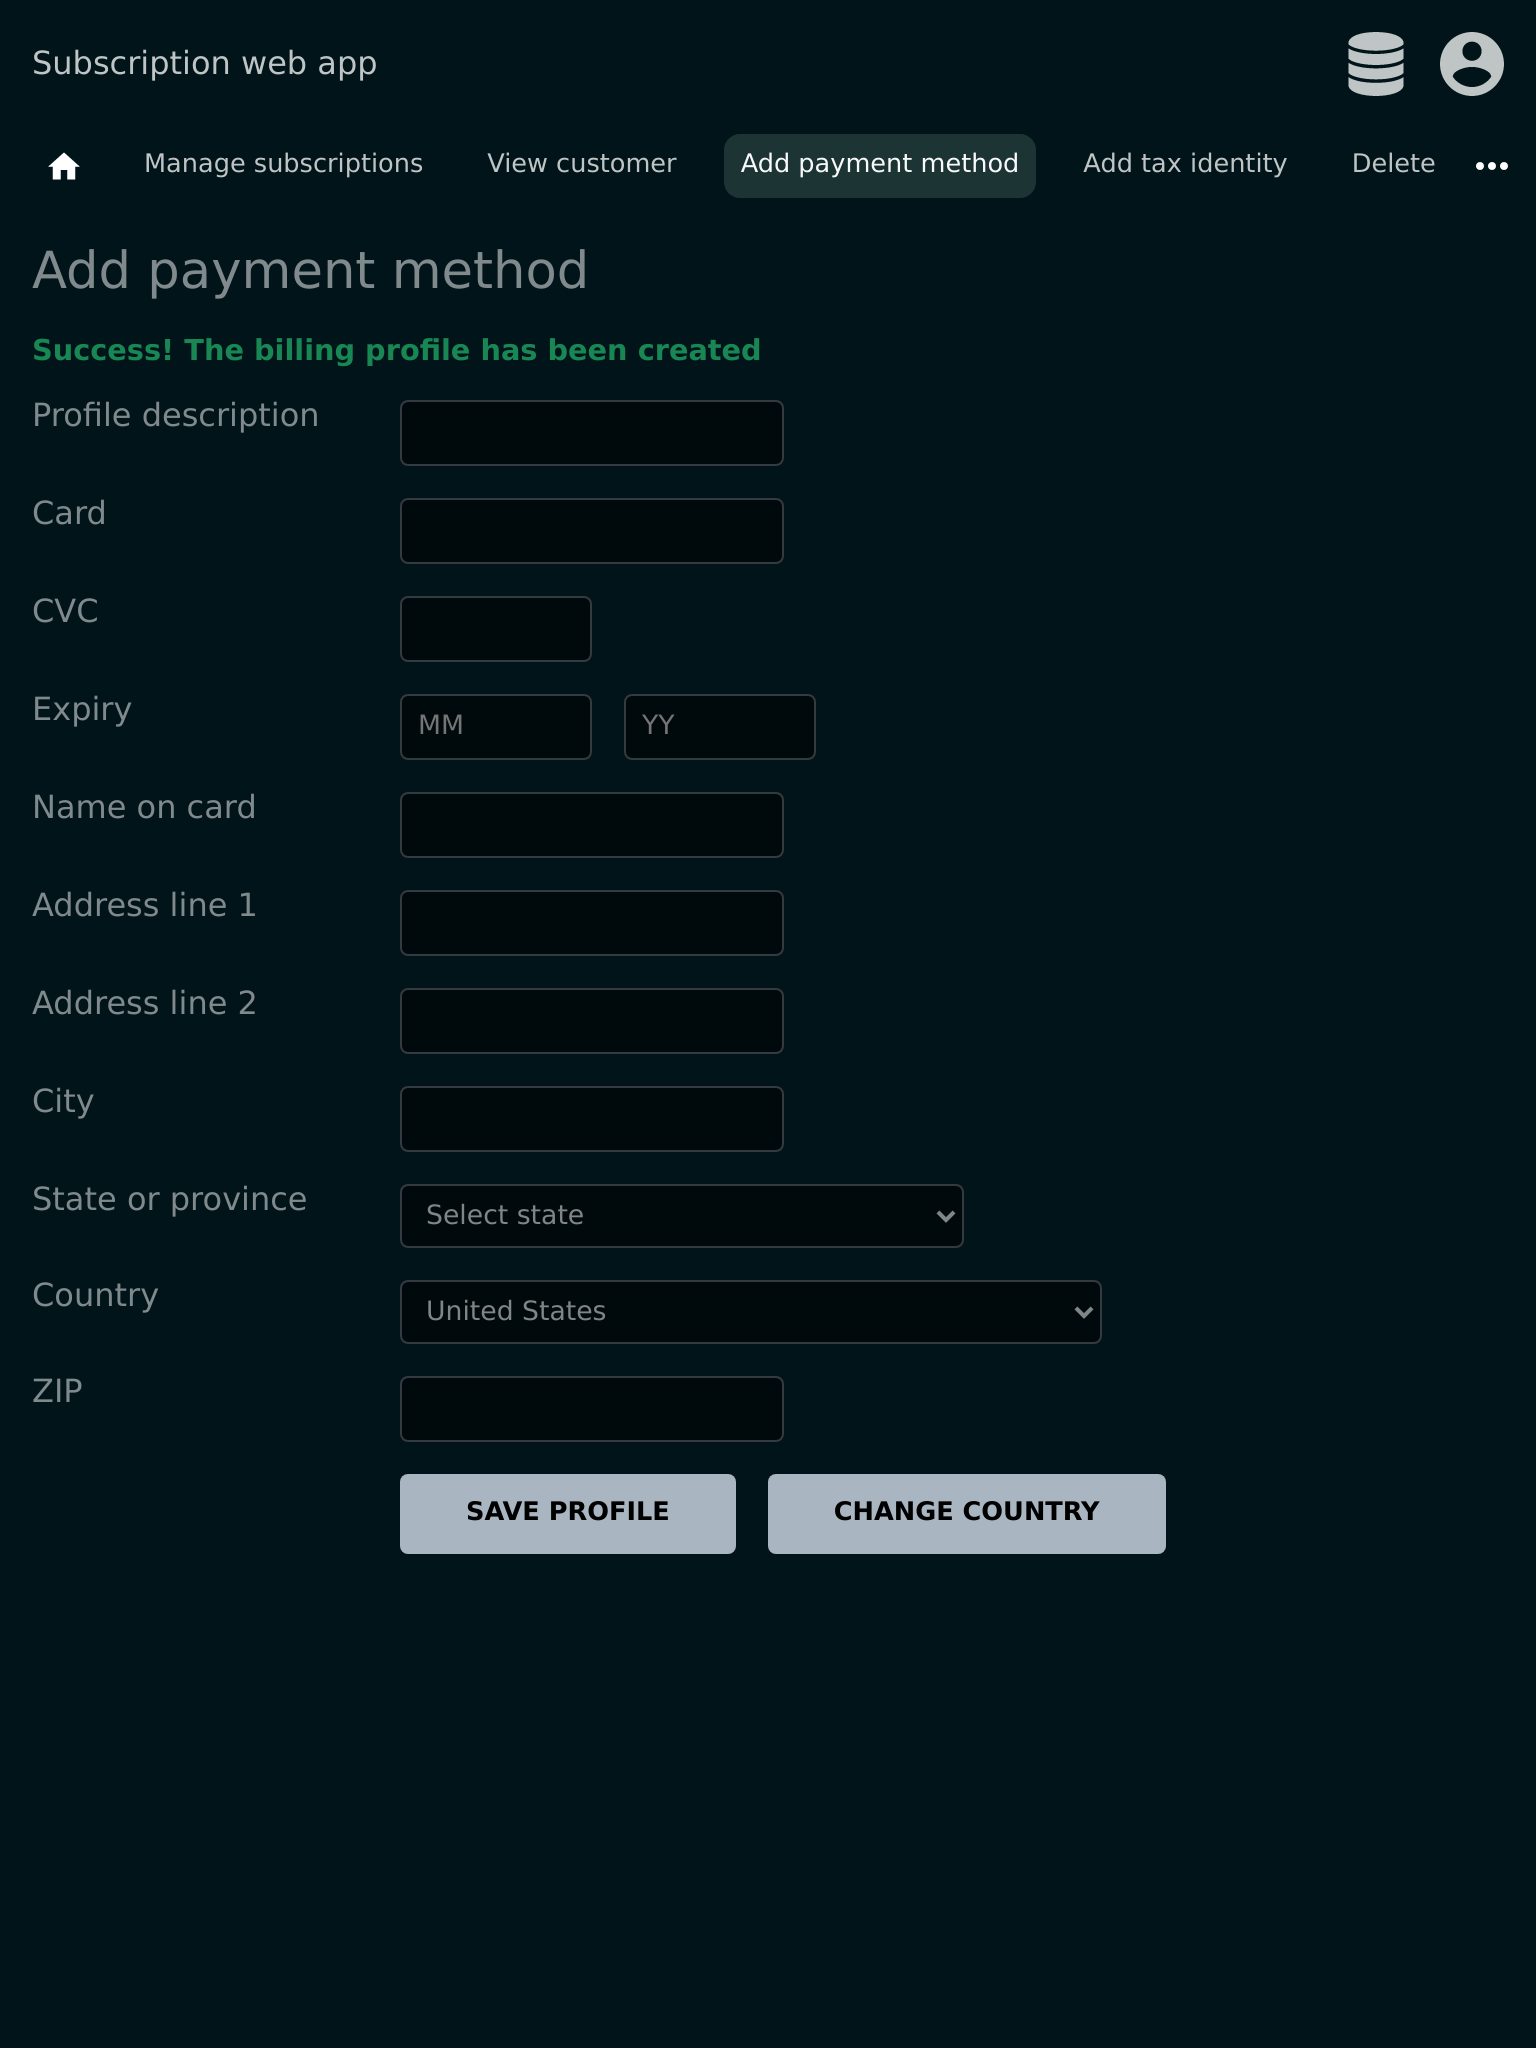 Subscription web app
Manage subscriptions View customer Add payment method Add tax identity Delete
Add payment method
Success! The billing profile has been created
Profile description
Card
CVC
Expiry MM YY
Name on card
Address line 1
Address line 2
City
State or province Select state
Country United States
ZIP
SAVE PROFILE CHANGE COUNTRY